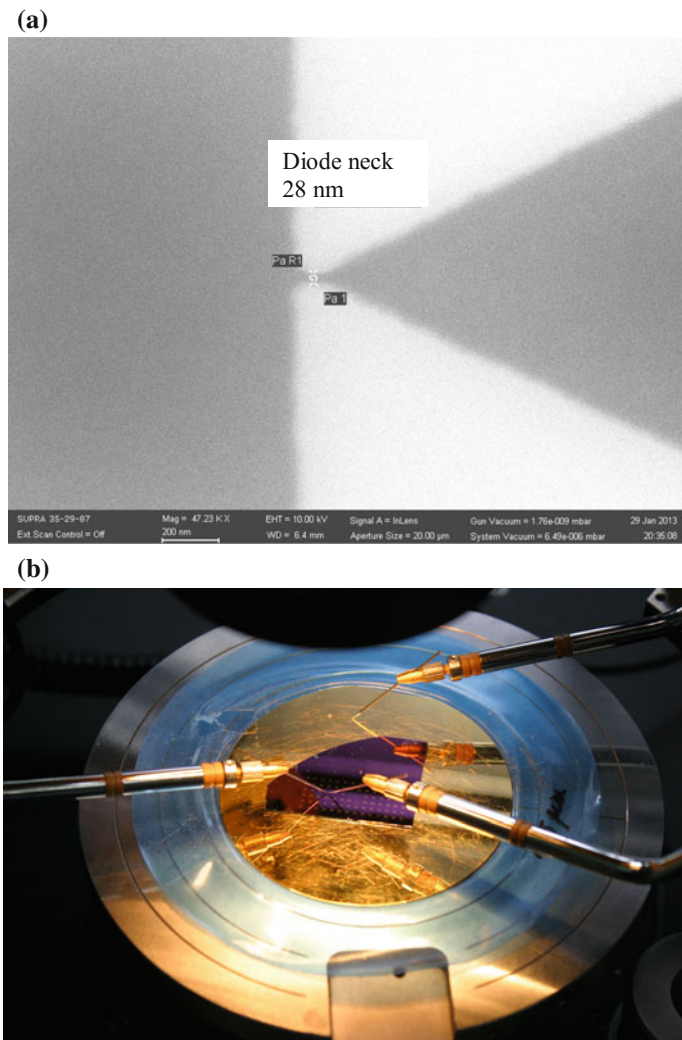 (a)
Diode neck
28 nm
Pa R1
Pa 1
SUPRA 35-29-87
Mag = 47.23 K X
EHT = 10.00 kV
Signal A = InLens
Gun Vacuum = 1.76e-009 mbar
29 Jan 2013
Ext.Scan Control = Off
200 nm
WD = 6.4 mm
Aperture Size = 20.00 µm
System Vacuum = 6.49e-006 mbar
20:35:08
(b)